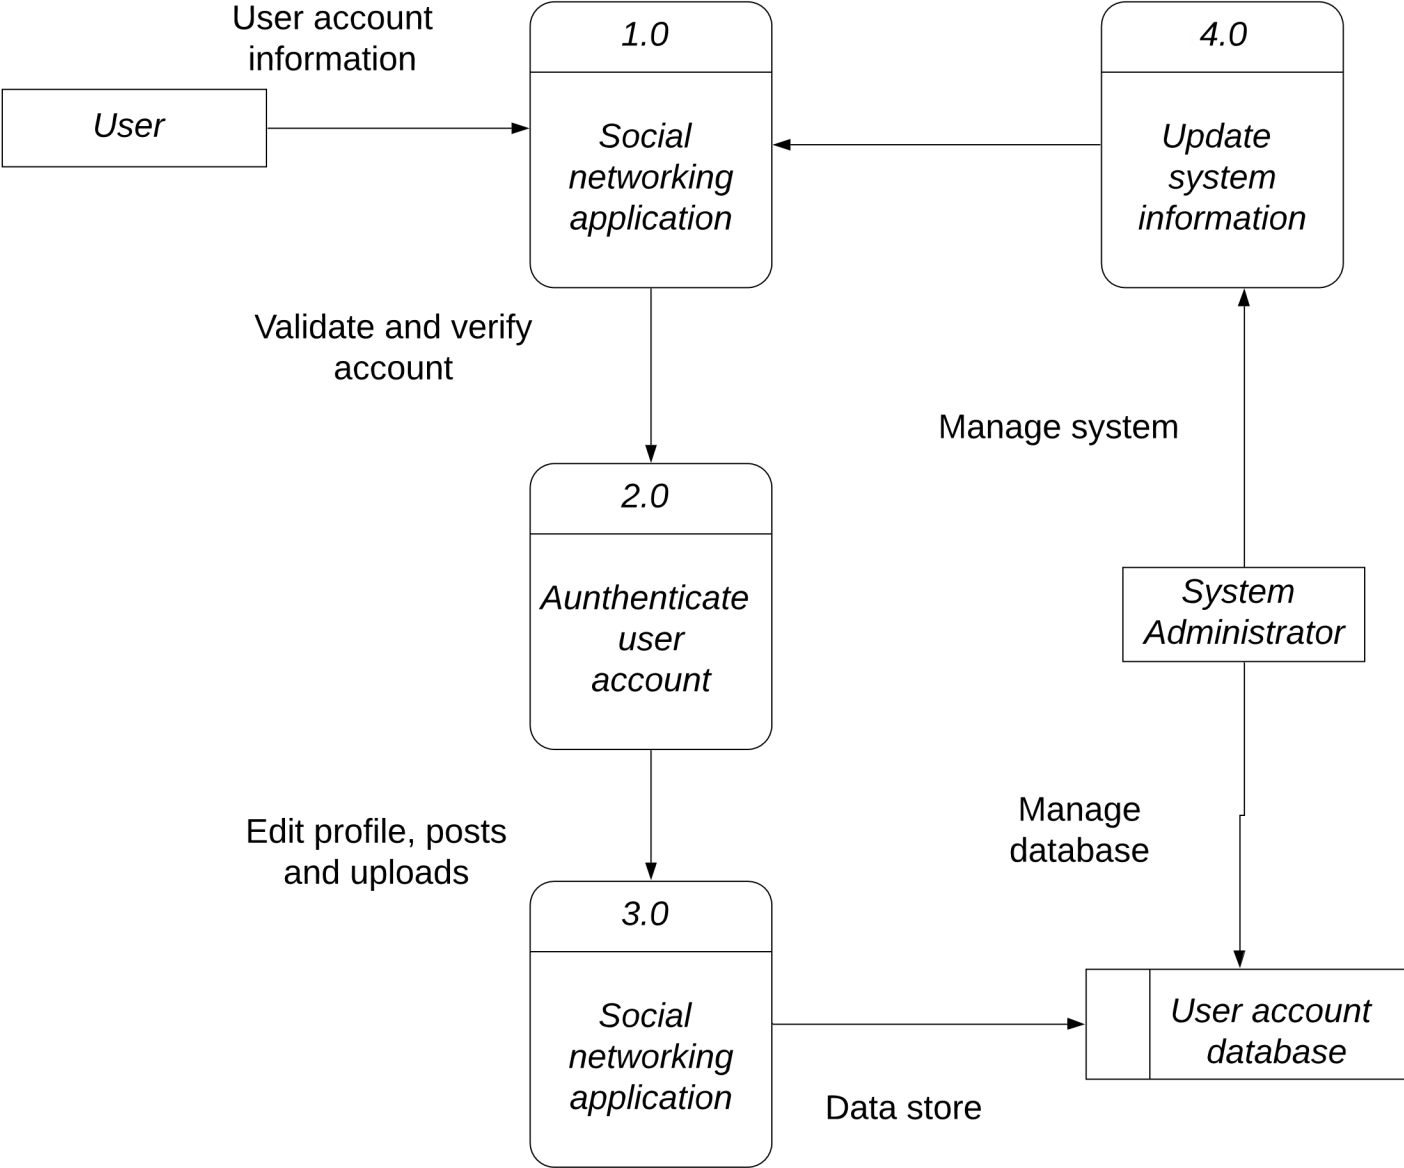 User account
information
User
1.0
Social
networking
application
4.0
Update
system
information
Validate and verify
account
Manage system
2.0
Aunthenticate
user
account
System
Administrator
Manage
database
Edit profile, posts
and uploads
3.0
Social
networking
application
User account
database
Data store